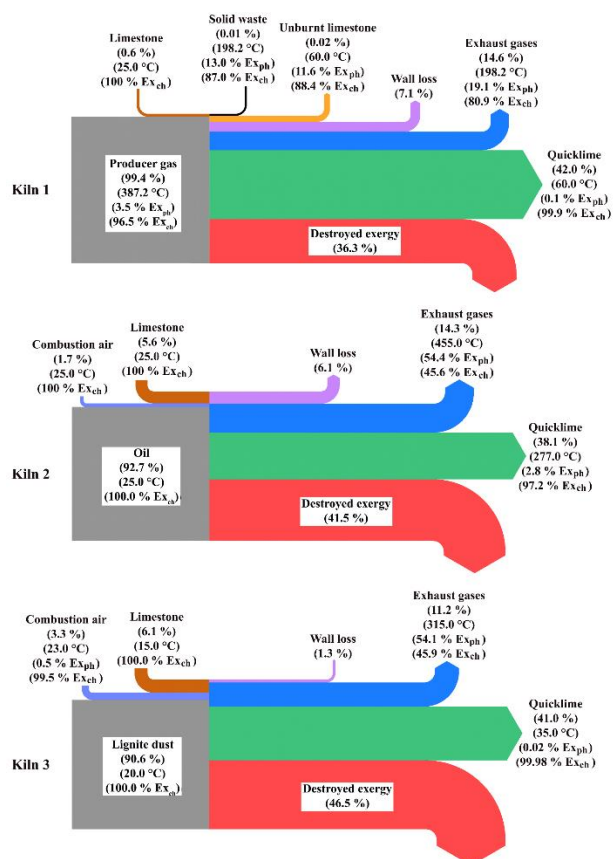 Limestone
(0.6 %)
(25.0 °C)
(100 % Exch)
Solid waste
(0.01 %)
(198.2 °C)
(13.0 % Exph)
(87.0 % Exch)
Unburnt limestone
(0.02 %)
(60.0 °C)
(11.6 % Exph)
(88.4 % Exch)
Wall loss
(7.1 %)
Exhaust gases
(14.6 %)
(198.2 °C)
(19.1 % Exph)
(80.9 % Exch)
Kiln 1
Producer gas
(99.4 %)
(387.2 °C)
(3.5 % Exph)
(96.5 % Exch)
Quicklime
(42.0 %)
(60.0 °C)
(0.1 % Exph)
(99.9 % Exch)
Destroyed exergy
(36.3 %)
Combustion air
(1.7 %)
(25.0 °C)
(100 % Exch)
Limestone
(5.6 %)
(25.0 °C)
(100 % Exch)
Wall loss
(6.1 %)
Exhaust gases
(14.3 %)
(455.0 °C)
(54.4 % Exph)
(45.6 % Exch)
Kiln 2
Oil
(92.7 %)
(25.0 °C)
(100.0 % Exch)
Quicklime
(38.1 %)
(277.0 °C)
(2.8 % Exph)
(97.2 % Exch)
Destroyed exergy
(41.5 %)
Combustion air
(3.3 %)
(23.0 °C)
(0.5 % Exph)
(99.5 % Exch)
Limestone
(6.1 %)
(15.0 °C)
(100.0 % Exch)
Wall loss
(1.3 %)
Exhaust gases
(11.2 %)
(315.0 °C)
(54.1 % Exph)
(45.9 % Exch)
Kiln 3
Lignite dust
(90.6 %)
(20.0 °C)
(100.0 % Exch)
Quicklime
(41.0 %)
(35.0 °C)
(0.02 % Exph)
(99.98 % Exch)
Destroyed exergy
(46.5 %)